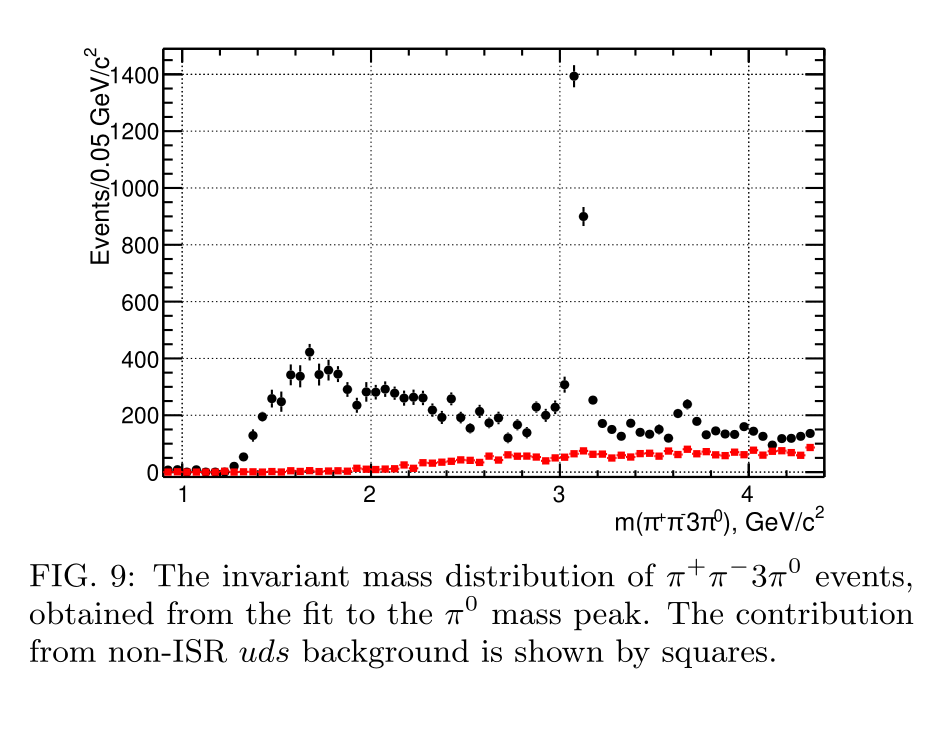 Events/0.05 GeV/c²
1400
1200
1000
800
600
400
200
0
1 2 3 4
m(π⁺π⁻3π⁰), GeV/c²
FIG. 9: The invariant mass distribution of π⁺π⁻3π⁰ events,
obtained from the fit to the π⁰ mass peak. The contribution
from non-ISR uds background is shown by squares.